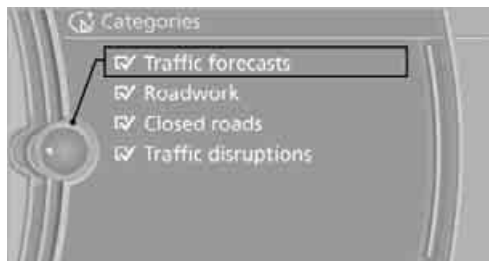 Categories
Traffic forecasts
Roadwork
Closed roads
Traffic disruptions